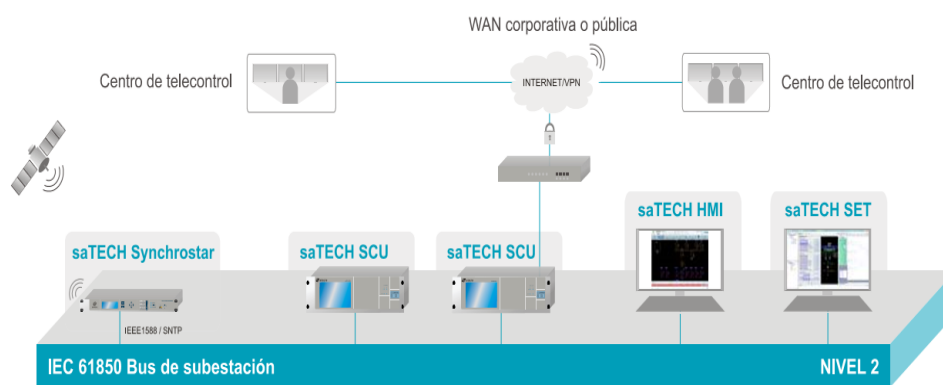 WAN corporativa o pública
Centro de telecontrol
INTERNET/VPN
Centro de telecontrol
saTECH HMI
saTECH SET
saTECH Synchrostar
saTECH SCU
saTECH SCU
IEEE1588 / SNTP
IEC 61850 Bus de subestación
NIVEL 2